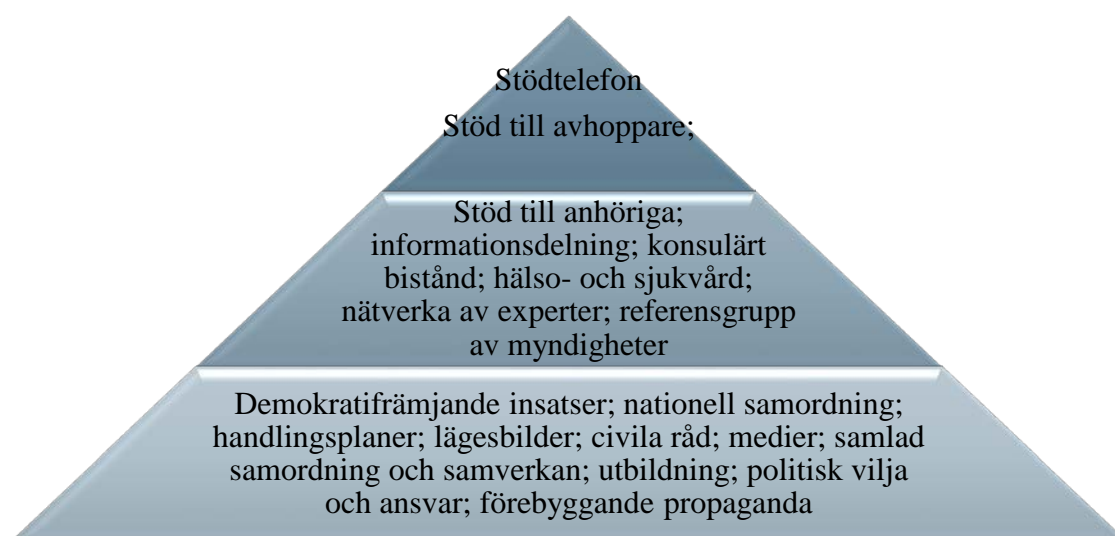 Stödtelefon
Stöd till avhoppare;
Stöd till anhöriga;
informationsdelning; konsulärt
bistånd; hälso- och sjukvård;
nätverka av experter; referensgrupp
av myndigheter
Demokratifrämjande insatser; nationell samordning;
handlingsplaner; lägesbilder; civila råd; medier; samlad
samordning och samverkan; utbildning; politisk vilja
och ansvar; förebyggande propaganda